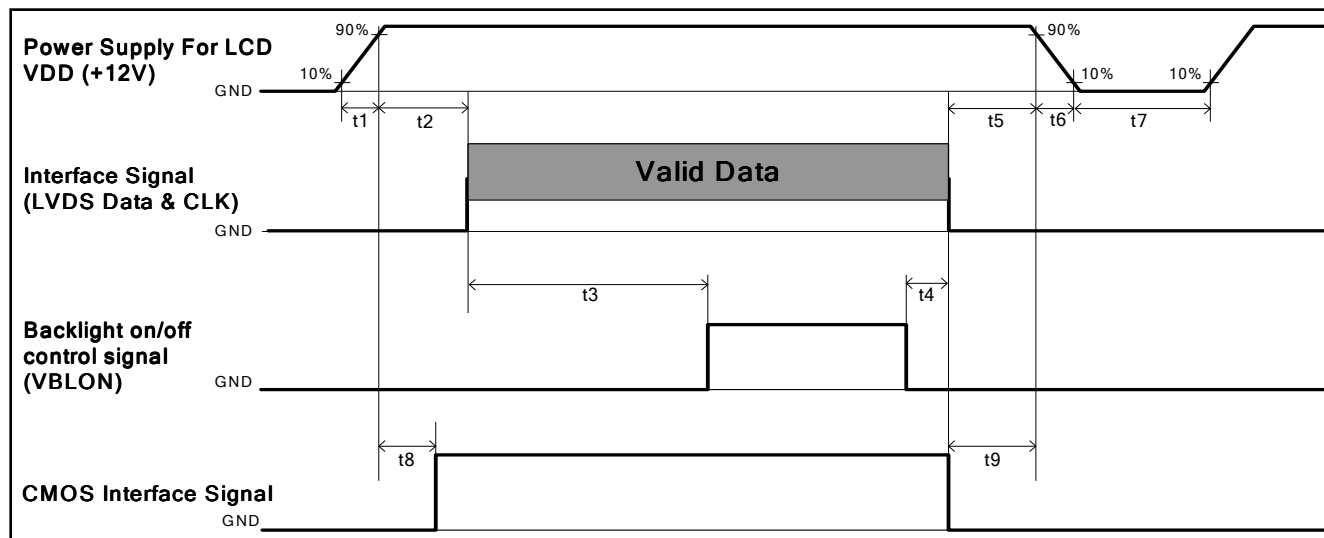 90%
90%
Power Supply For LCD
VDD (+12V)
10%
10%
10%
GND
t1
t2
t5
t6
t7
Valid Data
Interface Signal
(LVDS Data & CLK)
GND
t3
t4
Backlight on/off
control signal
(VBLON)
GND
t8
t9
CMOS Interface Signal
GND